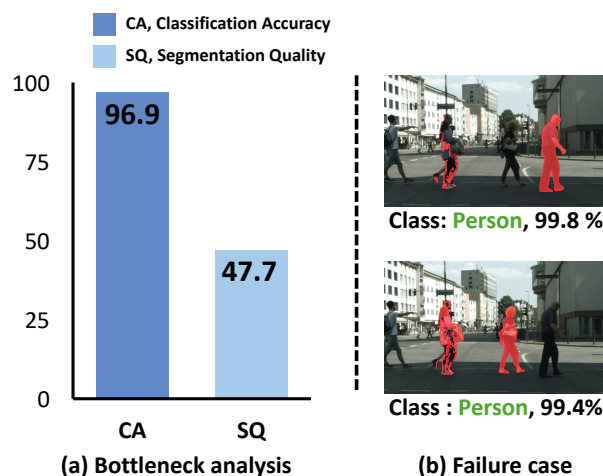 CA, Classification Accuracy
SQ, Segmentation Quality
100
75
50
25
0
96.9
47.7
CA
SQ
(a) Bottleneck analysis
Class: Person, 99.8 %
Class : Person, 99.4%
(b) Failure case